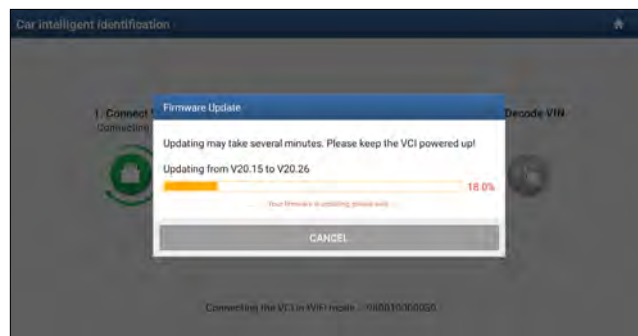 Car intelligent identification
1. Connect
Connecting
Decode VIN
Firmware Update
Updating may take several minutes. Please keep the VCI powered up!
Updating from V20.15 to V20.26
18.0%
Your firmware is updating, please wait
CANCEL
Connecting the VCI in WIFI mode